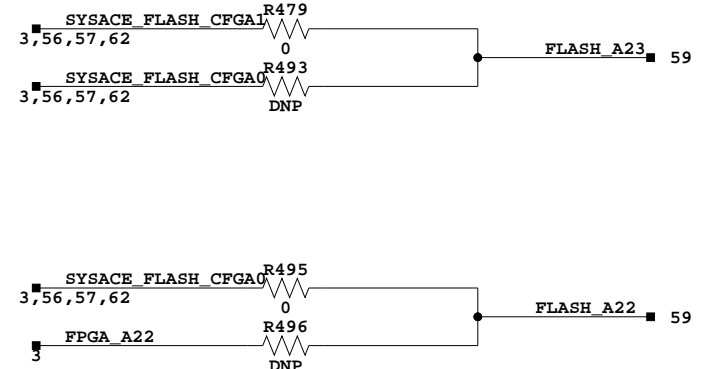 R479
SYSACE_FLASH_CFGA1
3,56,57,62
0
FLASH_A23
59
R493
SYSACE_FLASH_CFGA0
3,56,57,62
DNP
R495
SYSACE_FLASH_CFGA0
3,56,57,62
0
FLASH_A22
59
R496
FPGA_A22
3
DNP